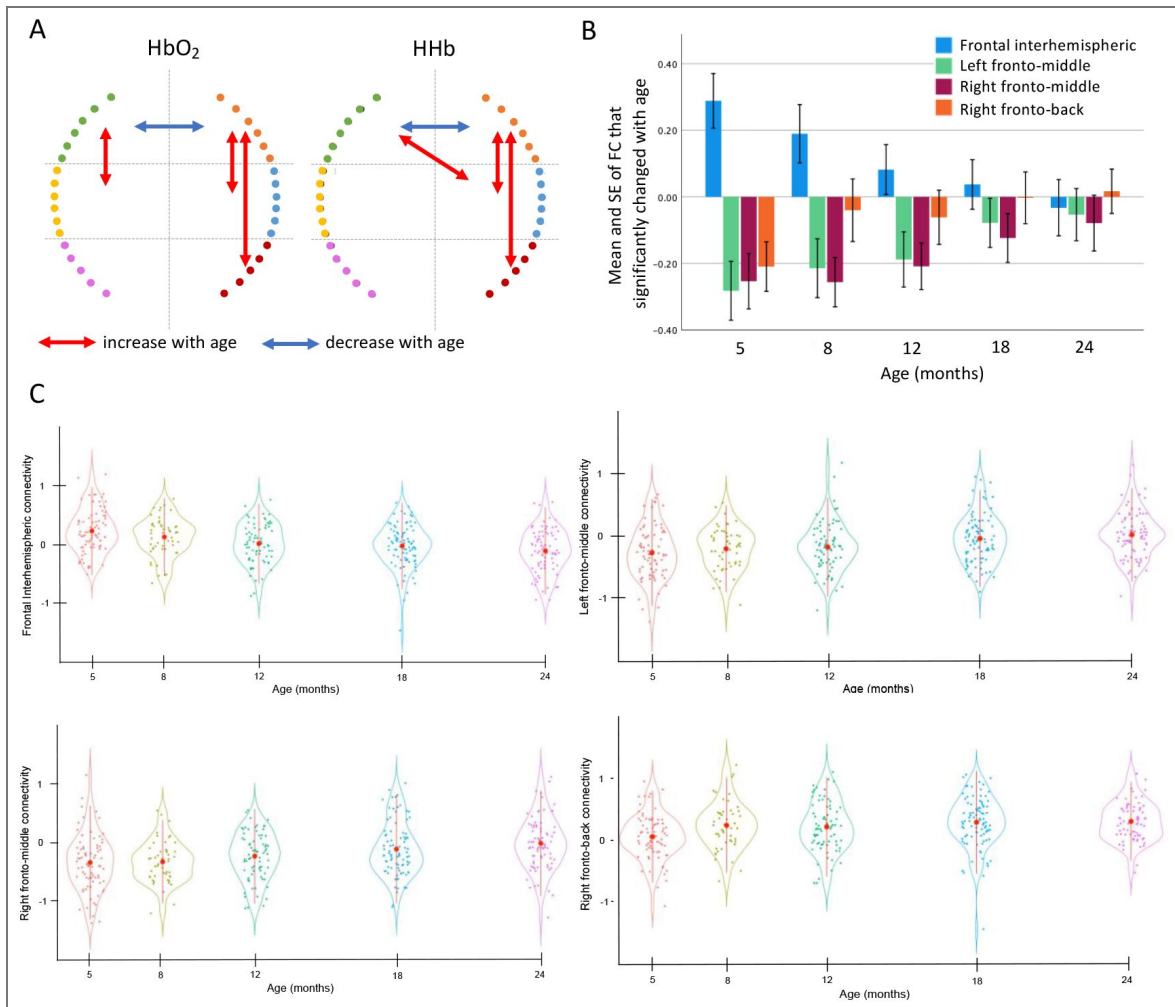 A
HbO2
HHb
increase with age
decrease with age
B
Frontal interhemispheric
Left fronto-middle
Right fronto-middle
Right fronto-back
Mean and SE of FC that
significantly changed with age
0.40
0.20
0.00
−0.20
−0.40
5 8 12 18 24
Age (months)
C
Frontal interhemispheric connectivity
1
0
-1
5 8 12 18 24
Age (months)
Left fronto-middle connectivity
1
0
-1
5 8 12 18 24
Age (months)
Right fronto-middle connectivity
1
0
-1
5 8 12 18 24
Age (months)
Right fronto-back connectivity
1
0
-1
5 8 12 18 24
Age (months)